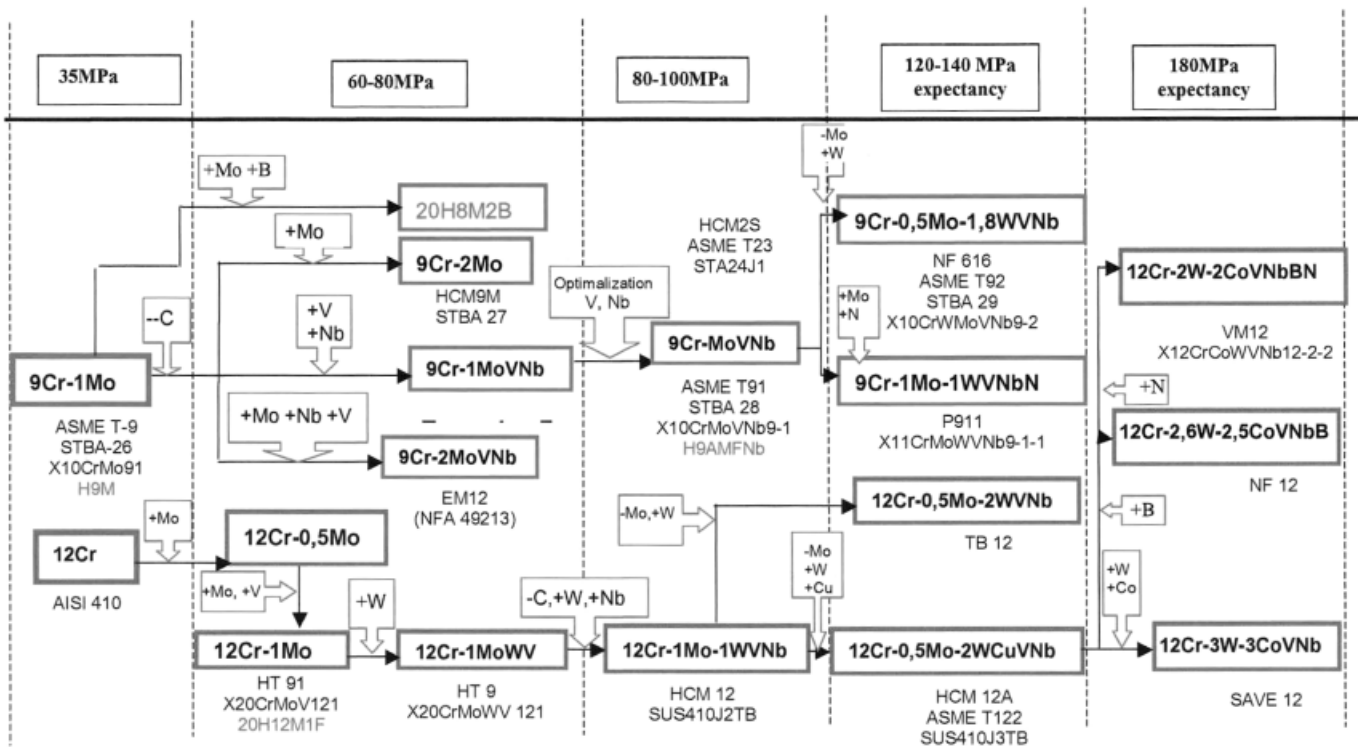 35MPa
60-80MPa
80-100MPa
120-140 MPa
expectancy
180MPa
expectancy
+Mo +B
20H8M2B
+Mo
9Cr-2Mo
HCM9M
STBA 27
--C
+V
+Nb
9Cr-1Mo
ASME T-9
STBA-26
X10CrMo91
H9M
9Cr-1MoVNb
+Mo +Nb +V
9Cr-2MoVNb
EM12
(NFA 49213)
Optimalization
V, Nb
HCM2S
ASME T23
STA24J1
9Cr-MoVNb
ASME T91
STBA 28
X10CrMoVNb9-1
H9AMFNb
-Mo
+W
9Cr-0,5Mo-1,8WVNb
NF 616
ASME T92
STBA 29
X10CrWMoVNb9-2
+Mo
+N
9Cr-1Mo-1WVNbN
P911
X11CrMoWVNb9-1-1
12Cr-2W-2CoVNbBN
VM12
X12CrCoWVNb12-2-2
+N
12Cr-2,6W-2,5CoVNbB
NF 12
+B
12Cr
AISI 410
+Mo
12Cr-0,5Mo
+Mo, +V
12Cr-1Mo
HT 91
X20CrMoV121
20H12M1F
+W
12Cr-1MoWV
HT 9
X20CrMoWV 121
-C,+W,+Nb
12Cr-1Mo-1WVNb
HCM 12
SUS410J2TB
-Mo,+W
12Cr-0,5Mo-2WVNb
TB 12
-Mo
+W
+Cu
12Cr-0,5Mo-2WCuVNb
HCM 12A
ASME T122
SUS410J3TB
+W
+Co
12Cr-3W-3CoVNb
SAVE 12